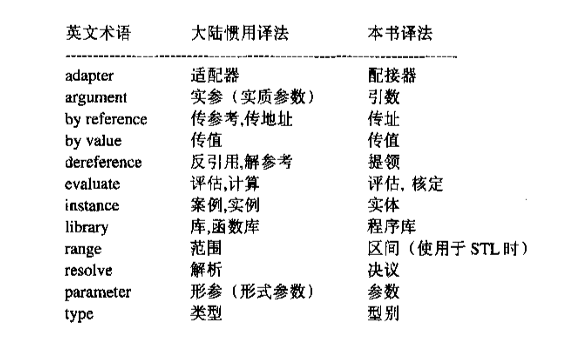 英文术语 大陆惯用译法 本书译法
adapter 适配器 配接器
argument 实参（实质参数） 引数
by reference 传参考,传地址 传址
by value 传值 传值
dereference 反引用,解参考 提领
evaluate 评估,计算 评估, 核定
instance 案例,实例 实体
library 库,函数库 程序库
range 范围 区间（使用于 STL 时）
resolve 解析 决议
parameter 形参（形式参数） 参数
type 类型 型别